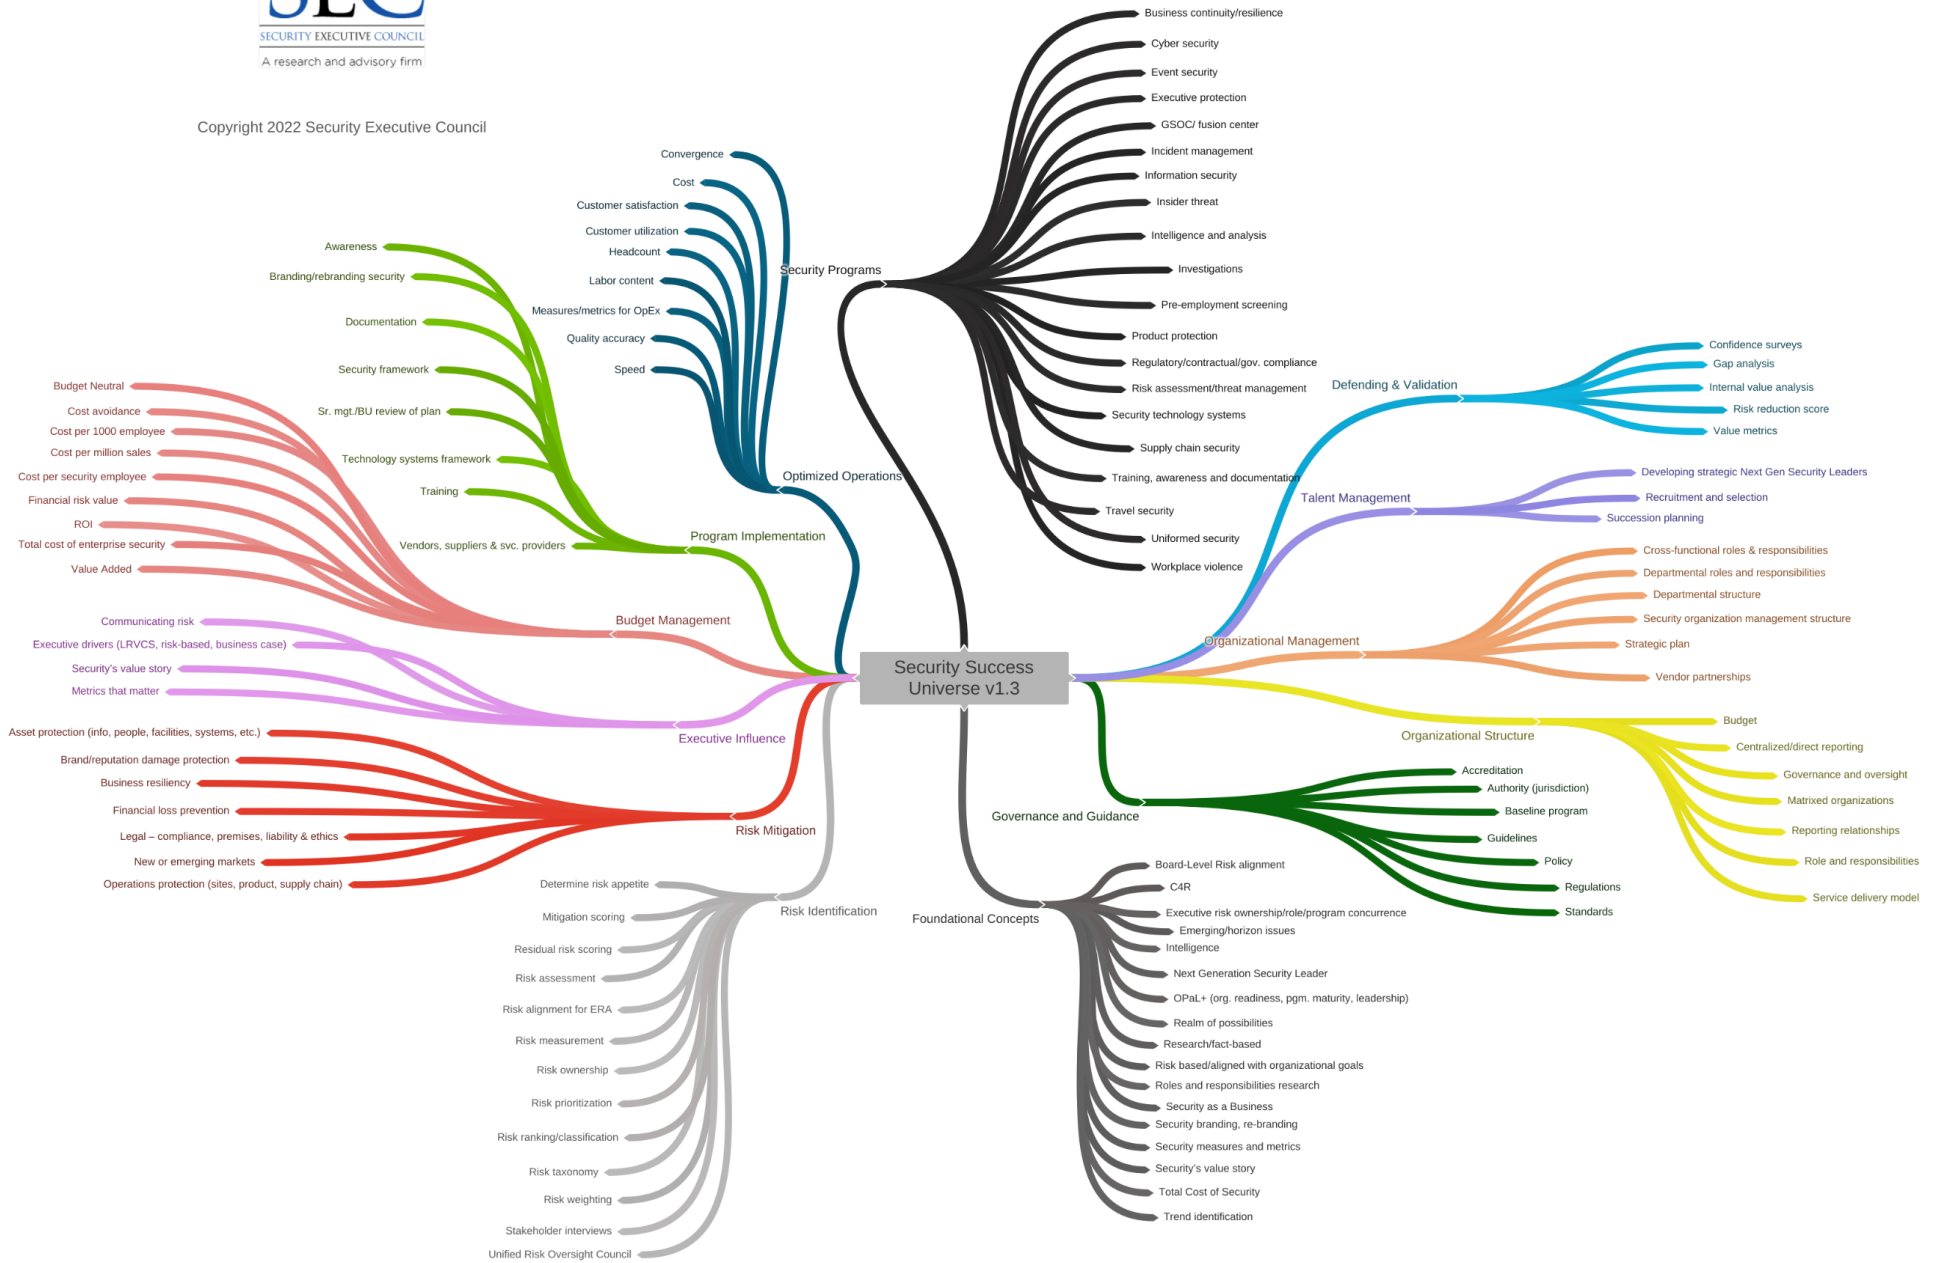 SEC
SECURITY EXECUTIVE COUNCIL
A research and advisory firm
Copyright 2022 Security Executive Council
Security Success
Universe v1.3
Security Programs
Business continuity/resilience
Cyber security
Event security
Executive protection
GSOC/ fusion center
Incident management
Information security
Insider threat
Intelligence and analysis
Investigations
Pre-employment screening
Product protection
Regulatory/contractual/gov. compliance
Risk assessment/threat management
Security technology systems
Supply chain security
Training, awareness and documentation
Travel security
Uniformed security
Workplace violence
Optimized Operations
Convergence
Cost
Customer satisfaction
Customer utilization
Headcount
Labor content
Measures/metrics for OpEx
Quality accuracy
Speed
Program Implementation
Awareness
Branding/rebranding security
Documentation
Security framework
Sr. mgt./BU review of plan
Technology systems framework
Training
Vendors, suppliers & svc. providers
Budget Management
Budget Neutral
Cost avoidance
Cost per 1000 employee
Cost per million sales
Cost per security employee
Financial risk value
ROI
Total cost of enterprise security
Value Added
Executive Influence
Communicating risk
Executive drivers (LRVCS, risk-based, business case)
Security's value story
Metrics that matter
Risk Mitigation
Asset protection (info, people, facilities, systems, etc.)
Brand/reputation damage protection
Business resiliency
Financial loss prevention
Legal – compliance, premises, liability & ethics
New or emerging markets
Operations protection (sites, product, supply chain)
Risk Identification
Determine risk appetite
Mitigation scoring
Residual risk scoring
Risk assessment
Risk alignment for ERA
Risk measurement
Risk ownership
Risk prioritization
Risk ranking/classification
Risk taxonomy
Risk weighting
Stakeholder interviews
Unified Risk Oversight Council
Defending & Validation
Confidence surveys
Gap analysis
Internal value analysis
Risk reduction score
Value metrics
Talent Management
Developing strategic Next Gen Security Leaders
Recruitment and selection
Succession planning
Organizational Management
Cross-functional roles & responsibilities
Departmental roles and responsibilities
Departmental structure
Security organization management structure
Strategic plan
Vendor partnerships
Organizational Structure
Budget
Centralized/direct reporting
Governance and oversight
Matrixed organizations
Reporting relationships
Role and responsibilities
Service delivery model
Governance and Guidance
Accreditation
Authority (jurisdiction)
Baseline program
Guidelines
Policy
Regulations
Standards
Foundational Concepts
Board-Level Risk alignment
C4R
Executive risk ownership/role/program concurrence
Emerging/horizon issues
Intelligence
Next Generation Security Leader
OPaL+ (org. readiness, pgm. maturity, leadership)
Realm of possibilities
Research/fact-based
Risk based/aligned with organizational goals
Roles and responsibilities research
Security as a Business
Security branding, re-branding
Security measures and metrics
Security's value story
Total Cost of Security
Trend identification